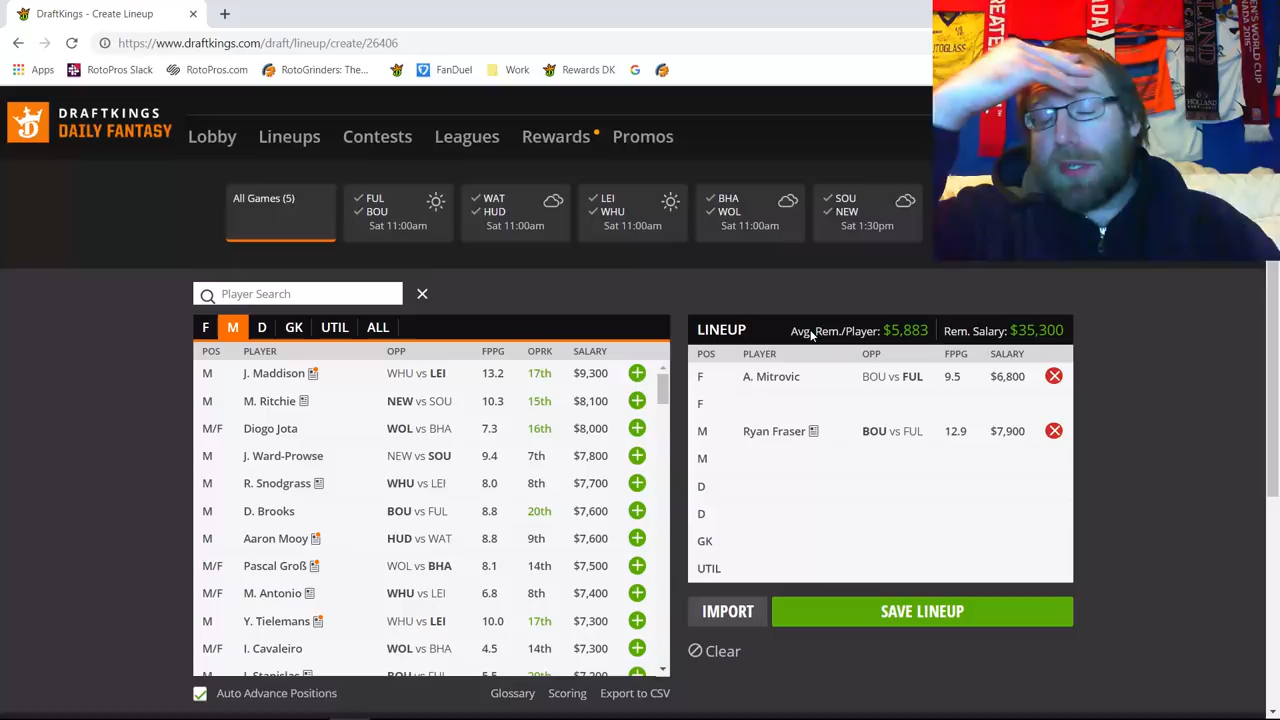 DraftKings - Create Lineup
https://www.draftkings.com/draft/lineup/create/26406
Apps RotoPros Slack RotoPros.com RotoGrinders: The... FanDuel Work Rewards DK
DRAFTKINGS
DAILY FANTASY
Lobby Lineups Contests Leagues Rewards Promos
All Games (5)
FUL
BOU
Sat 11:00am
WAT
HUD
Sat 11:00am
LEI
WHU
Sat 11:00am
BHA
WOL
Sat 11:00am
SOU
NEW
Sat 1:30pm
Player Search
F M D GK UTIL ALL
POS PLAYER OPP FPPG OPRK SALARY
M J. Maddison WHU vs LEI 13.2 17th $9,300
M M. Ritchie NEW vs SOU 10.3 15th $8,100
M/F Diogo Jota WOL vs BHA 7.3 16th $8,000
M J. Ward-Prowse NEW vs SOU 9.4 7th $7,800
M R. Snodgrass WHU vs LEI 8.0 8th $7,700
M D. Brooks BOU vs FUL 8.8 20th $7,600
M Aaron Mooy HUD vs WAT 8.8 9th $7,600
M/F Pascal Groß WOL vs BHA 8.1 14th $7,500
M/F M. Antonio WHU vs LEI 6.8 8th $7,400
M Y. Tielemans WHU vs LEI 10.0 17th $7,300
M/F I. Cavaleiro WOL vs BHA 4.5 14th $7,300
Auto Advance Positions
Glossary Scoring Export to CSV
LINEUP Avg. Rem./Player: $5,883 Rem. Salary: $35,300
POS PLAYER OPP FPPG SALARY
F A. Mitrovic BOU vs FUL 9.5 $6,800
F
M Ryan Fraser BOU vs FUL 12.9 $7,900
M
D
D
GK
UTIL
IMPORT SAVE LINEUP
Clear
AUTOGLASS
HOLLAND